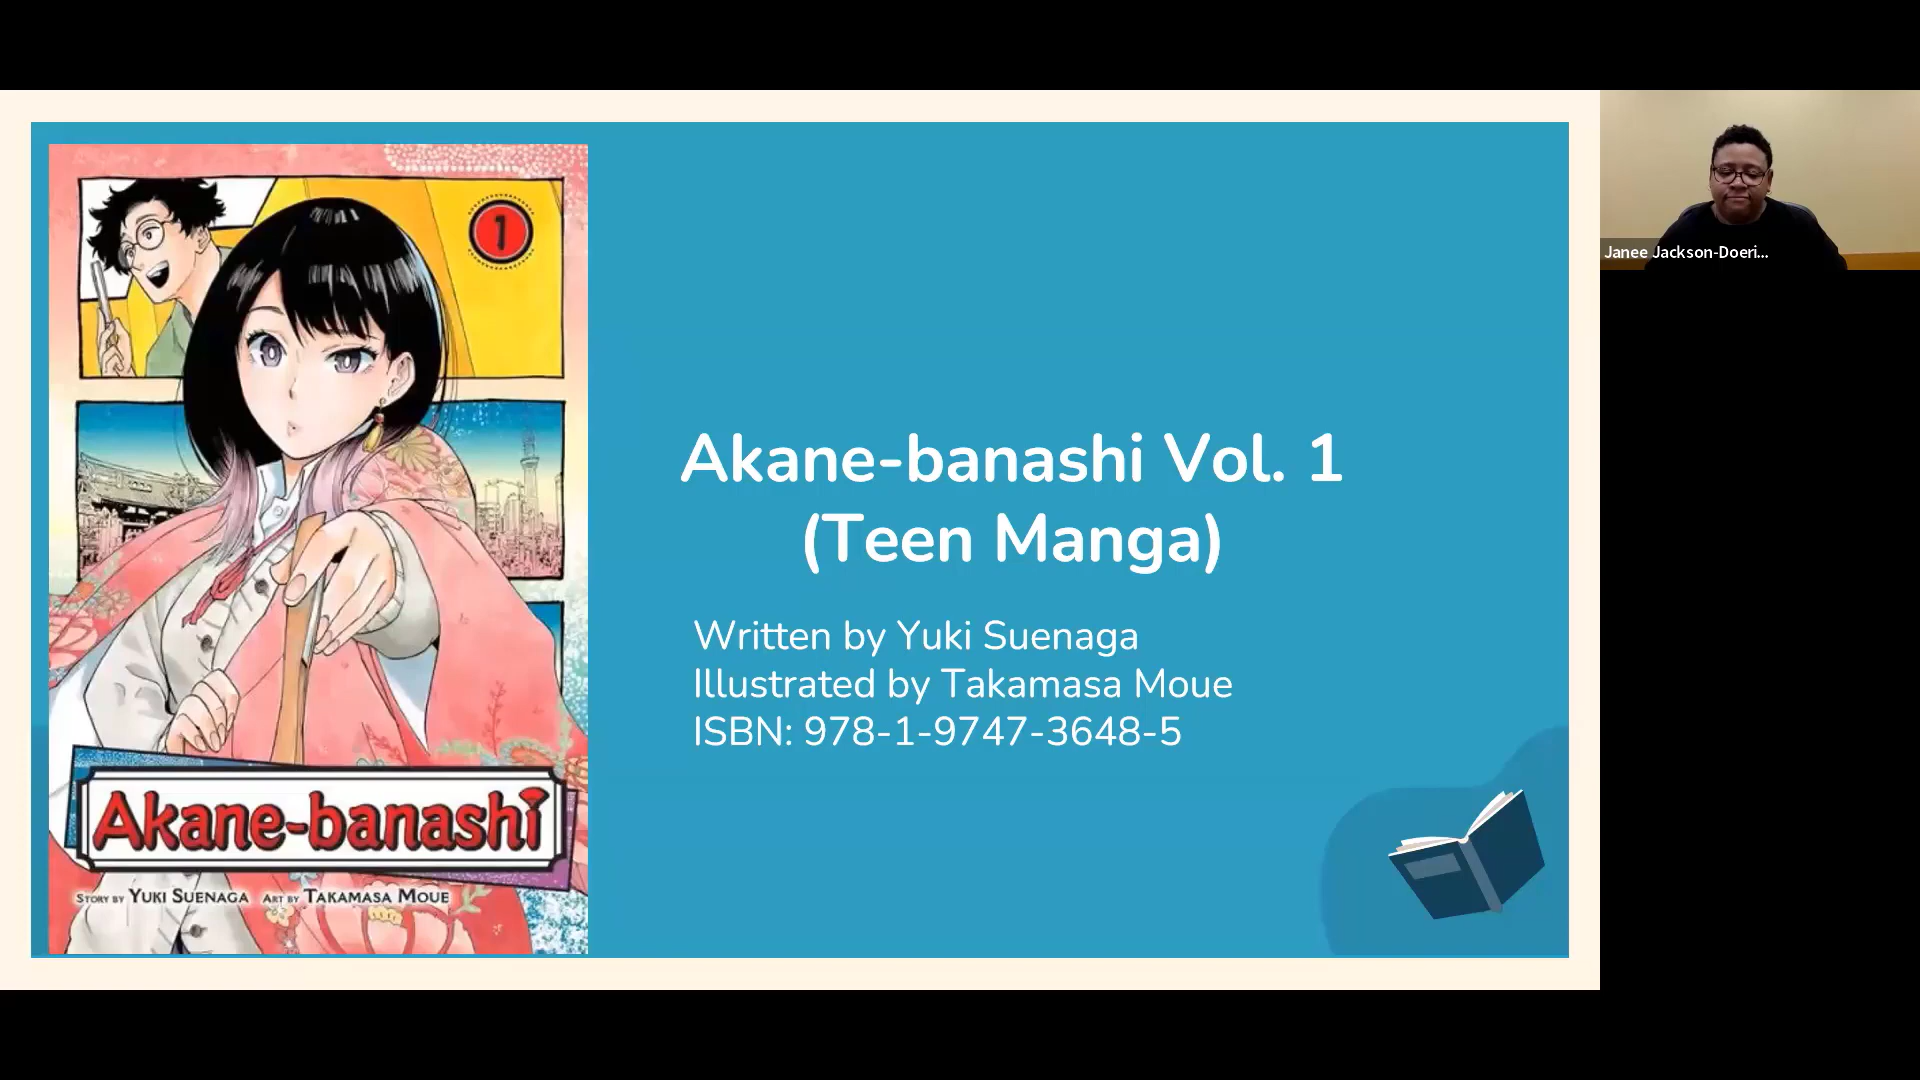 1
Akane-banashi
STORY BY YUKI SUENAGA ART BY TAKAMASA MOUE
Akane-banashi Vol. 1
(Teen Manga)
Written by Yuki Suenaga
Illustrated by Takamasa Moue
ISBN: 978-1-9747-3648-5
Janee Jackson-Doeri...